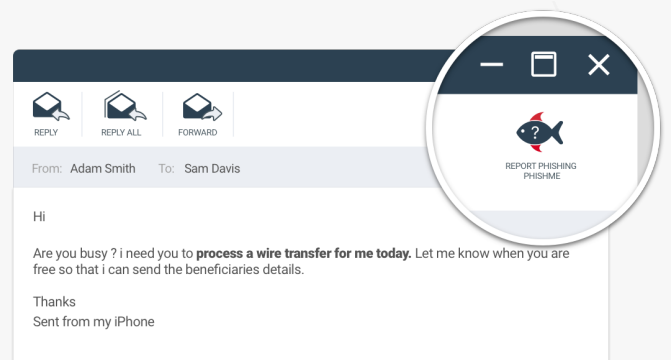 REPLY
REPLY ALL
FORWARD
?
REPORT PHISHING
PHISHME
From: Adam Smith To: Sam Davis
Hi
Are you busy ? i need you to process a wire transfer for me today. Let me know when you are
free so that i can send the beneficiaries details.
Thanks
Sent from my iPhone